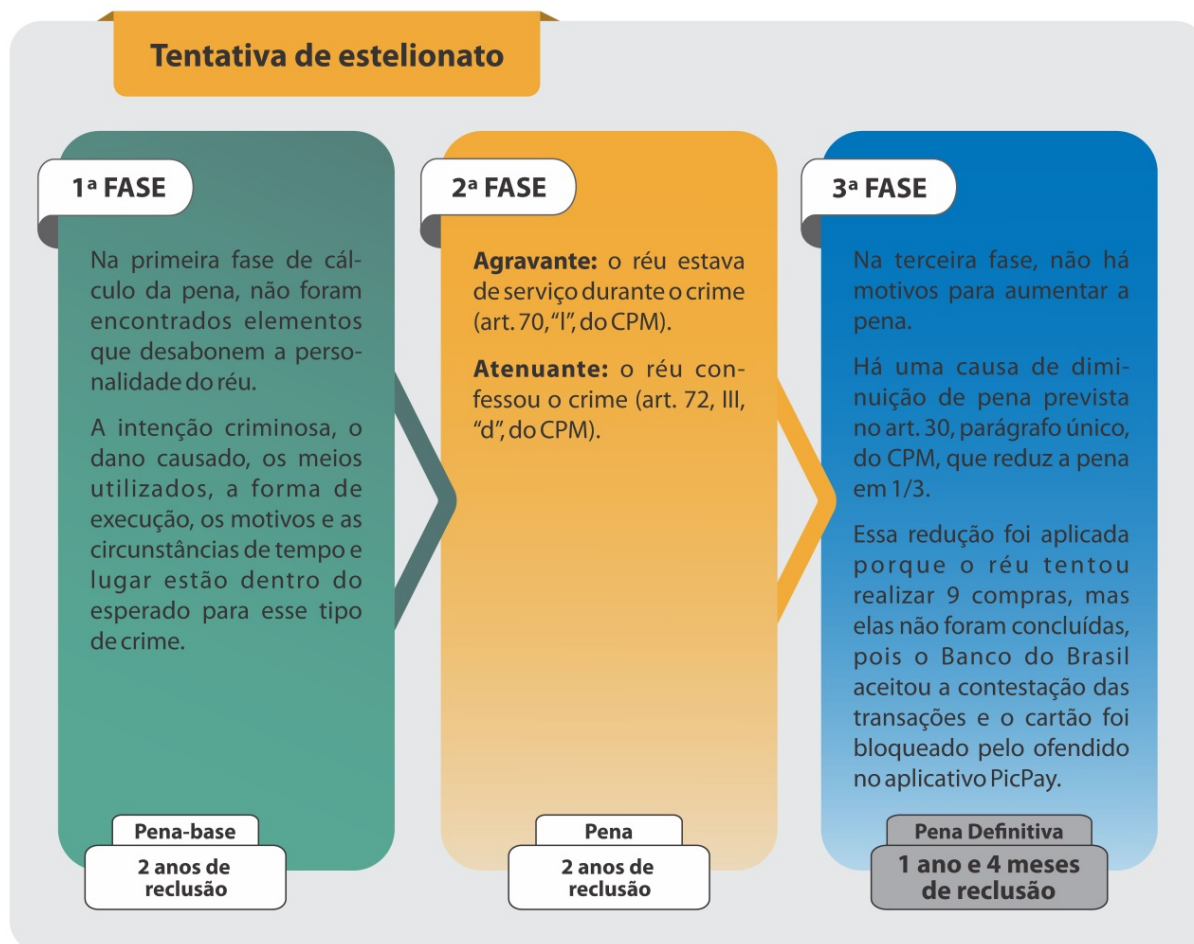 Tentativa de estelionato
1ª FASE
Na primeira fase de cál-
culo da pena, não foram
encontrados elementos
que desabonem a perso-
nalidade do réu.
A intenção criminosa, o
dano causado, os meios
utilizados, a forma de
execução, os motivos e as
circunstâncias de tempo e
lugar estão dentro do
esperado para esse tipo
de crime.
Pena-base
2 anos de
reclusão
2ª FASE
Agravante: o réu estava
de serviço durante o crime
(art. 70, "l", do CPM).
Atenuante: o réu con-
fessou o crime (art. 72, III,
"d", do CPM).
Pena
2 anos de
reclusão
3ª FASE
Na terceira fase, não há
motivos para aumentar a
pena.
Há uma causa de dimi-
nuição de pena prevista
no art. 30, parágrafo único,
do CPM, que reduz a pena
em 1/3.
Essa redução foi aplicada
porque o réu tentou
realizar 9 compras, mas
elas não foram concluídas,
pois o Banco do Brasil
aceitou a contestação das
transações e o cartão foi
bloqueado pelo ofendido
no aplicativo PicPay.
Pena Definitiva
1 ano e 4 meses
de reclusão